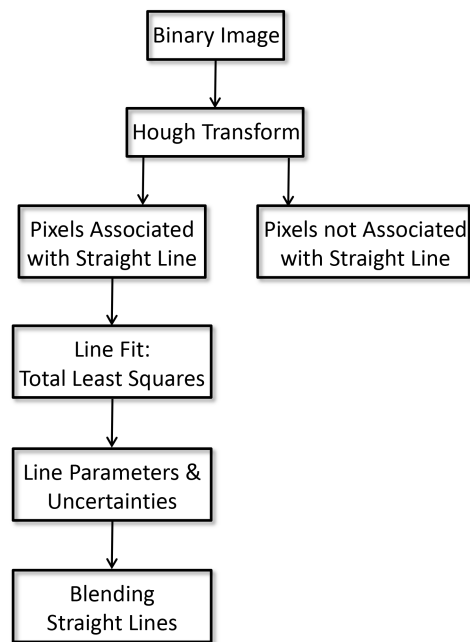 Binary Image
Hough Transform
Pixels Associated
with Straight Line
Pixels not Associated
with Straight Line
Line Fit:
Total Least Squares
Line Parameters &
Uncertainties
Blending
Straight Lines